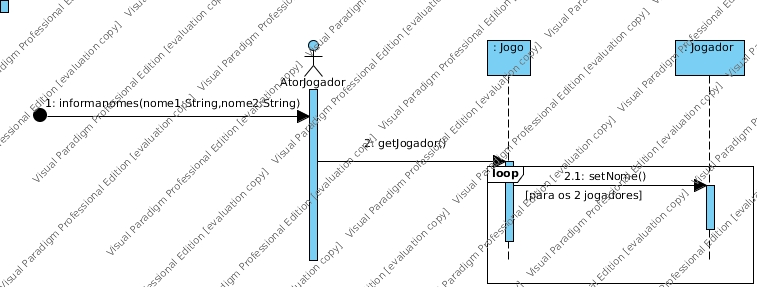 : Jogo
: Jogador
AtorJogador
1: informanomes(nome1:String,nome2:String)
2: getJogador()
loop
2.1: setNome()
[para os 2 jogadores]
Visual Paradigm Professional Edition [evaluation copy]